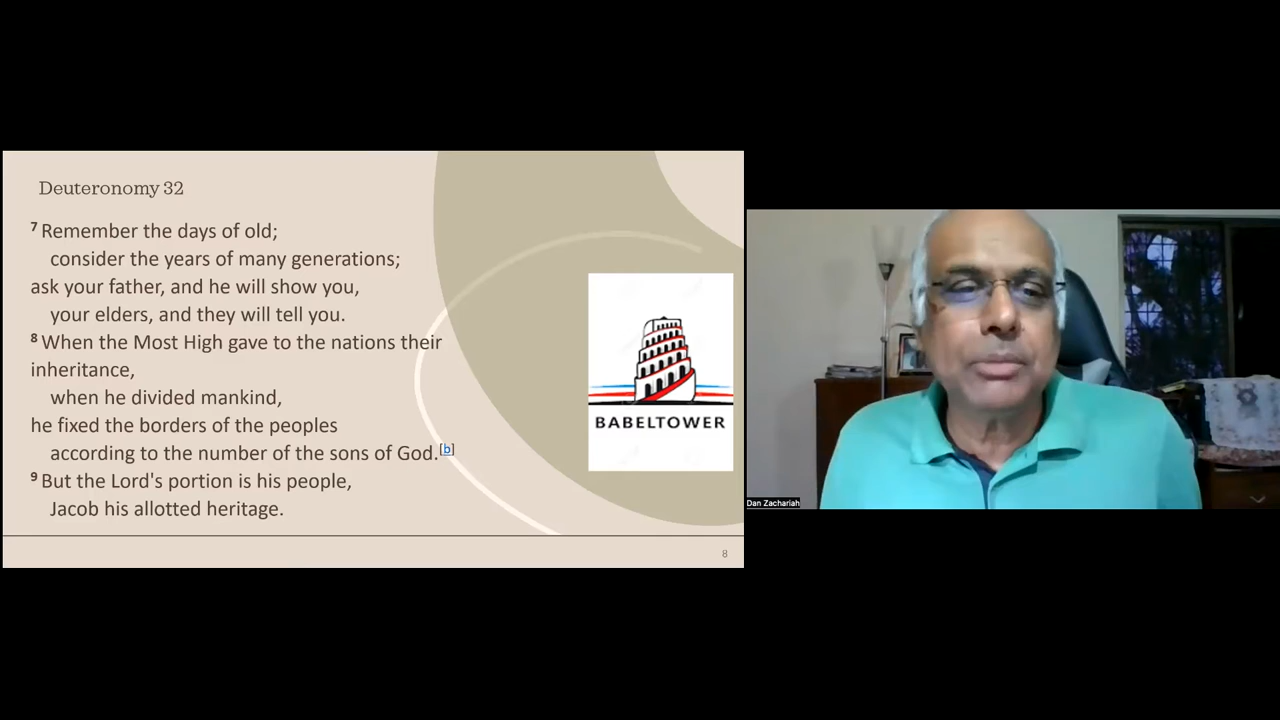 Deuteronomy 32
7 Remember the days of old;
consider the years of many generations;
ask your father, and he will show you,
your elders, and they will tell you.
8 When the Most High gave to the nations their
inheritance,
when he divided mankind,
he fixed the borders of the peoples
according to the number of the sons of God.[b]
9 But the Lord's portion is his people,
Jacob his allotted heritage.
BABELTOWER
8
Dan Zachariah